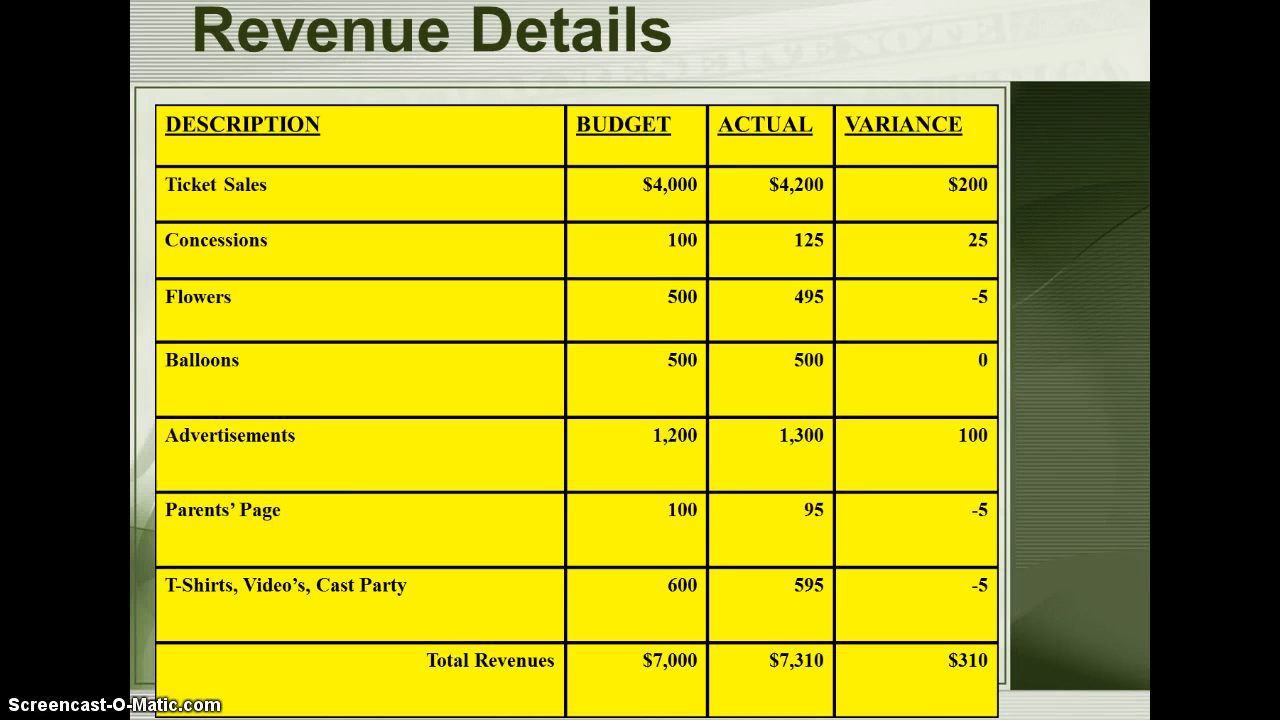 Revenue Details
DESCRIPTION BUDGET ACTUAL VARIANCE
Ticket Sales $4,000 $4,200 $200
Concessions 100 125 25
Flowers 500 495 -5
Balloons 500 500 0
Advertisements 1,200 1,300 100
Parents’ Page 100 95 -5
T-Shirts, Video’s, Cast Party 600 595 -5
Total Revenues $7,000 $7,310 $310
Screencast-O-Matic.com